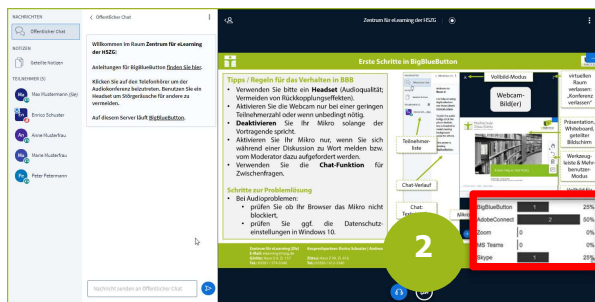 NACHRICHTEN
Öffentlicher Chat
NOTIZEN
Geteilte Notizen
TEILNEHMER (5)
Ma
Max Mustermann (Sie)
En
Enrico Schuster
An
Anne Musterfrau
Ma
Marie Musterfrau
Pe
Peter Petermann
Öffentlicher Chat
Willkommen im Raum Zentrum für eLearning
der HSZG:
Anleitungen für BigBlueButton finden Sie hier.
Klicken Sie auf den Telefonhörer um der
Audiokonferenz beizutreten. Benutzen Sie ein
Headset um Störgeräusche für andere zu
vermeiden.
Auf diesem Server läuft BigBlueButton.
Nachricht senden an Öffentlicher Chat
Zentrum für eLearning der HSZG
Erste Schritte in BigBlueButton
Tipps / Regeln für das Verhalten in BBB
• Verwenden Sie bitte ein Headset (Audioqualität;
Vermeiden von Rückkopplungseffekten).
• Aktivieren Sie die Webcam nur bei einer geringen
Teilnehmerzahl oder wenn unbedingt nötig.
• Deaktivieren Sie Ihr Mikro solange der
Vortragende spricht.
• Aktivieren Sie Ihr Mikro nur, wenn Sie sich
während einer Diskussion zu Wort melden bzw.
vom Moderator dazu aufgefordert werden.
• Verwenden Sie die Chat-Funktion für
Zwischenfragen.
Schritte zur Problemlösung
• Bei Audioproblemen:
• prüfen Sie ob Ihr Browser das Mikro nicht
blockiert,
• prüfen Sie ggf. die Datenschutz-
einstellungen in Windows 10.
Vollbild-Modus
Webcam-
Bild(er)
virtuellen
Raum
verlassen:
„Konferenz
verlassen"
Präsentation,
Whiteboard,
geteilter
Bildschirm
Teilnehmer-
liste
Werkzeug-
leiste & Mehr-
benutzer-
Modus
Chat-Verlauf
Chat:
BigBlueButton 1 25%
AdobeConnect 2 50%
Zoom 0 0%
MS Teams 0 0%
Skype 1 25%
2